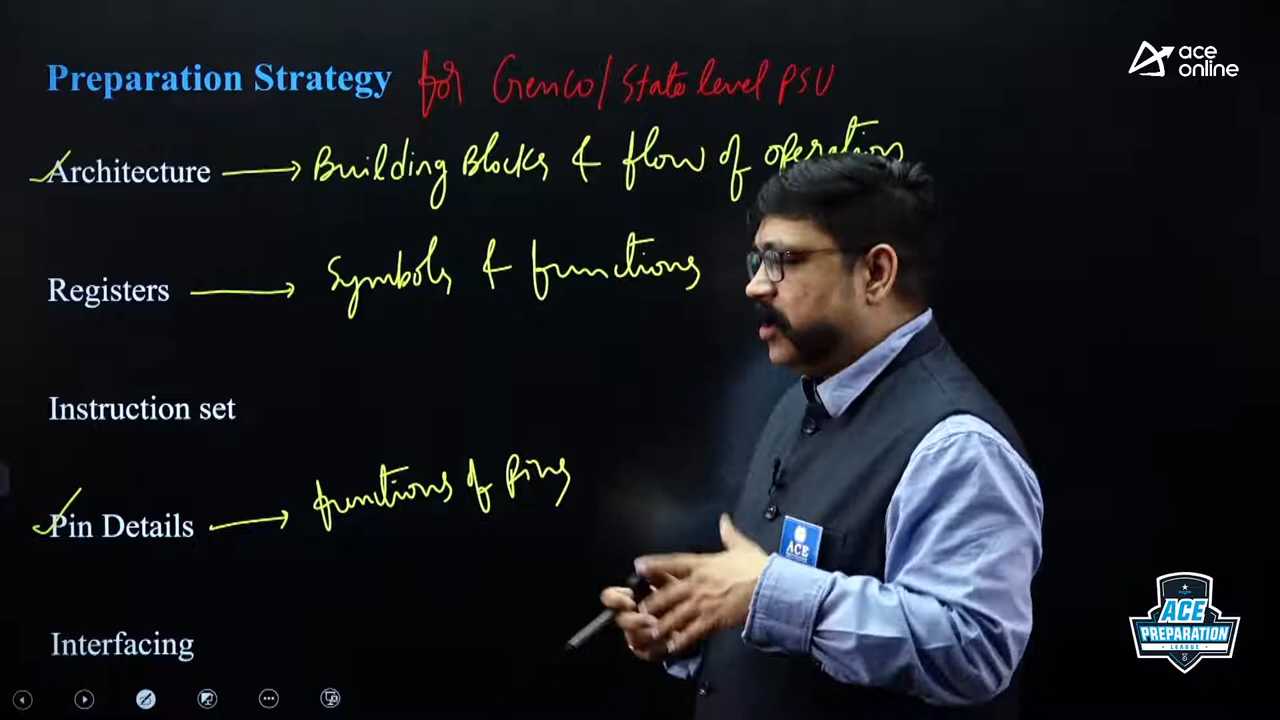 Preparation Strategy for Genco/State level PSU
ace online
Architecture → Building Blocks & flow of operation
Registers → Symbols & functions
Instruction set
Pin Details → functions of Pins
ACE
Interfacing
ACE
PREPARATION
LEAGUE